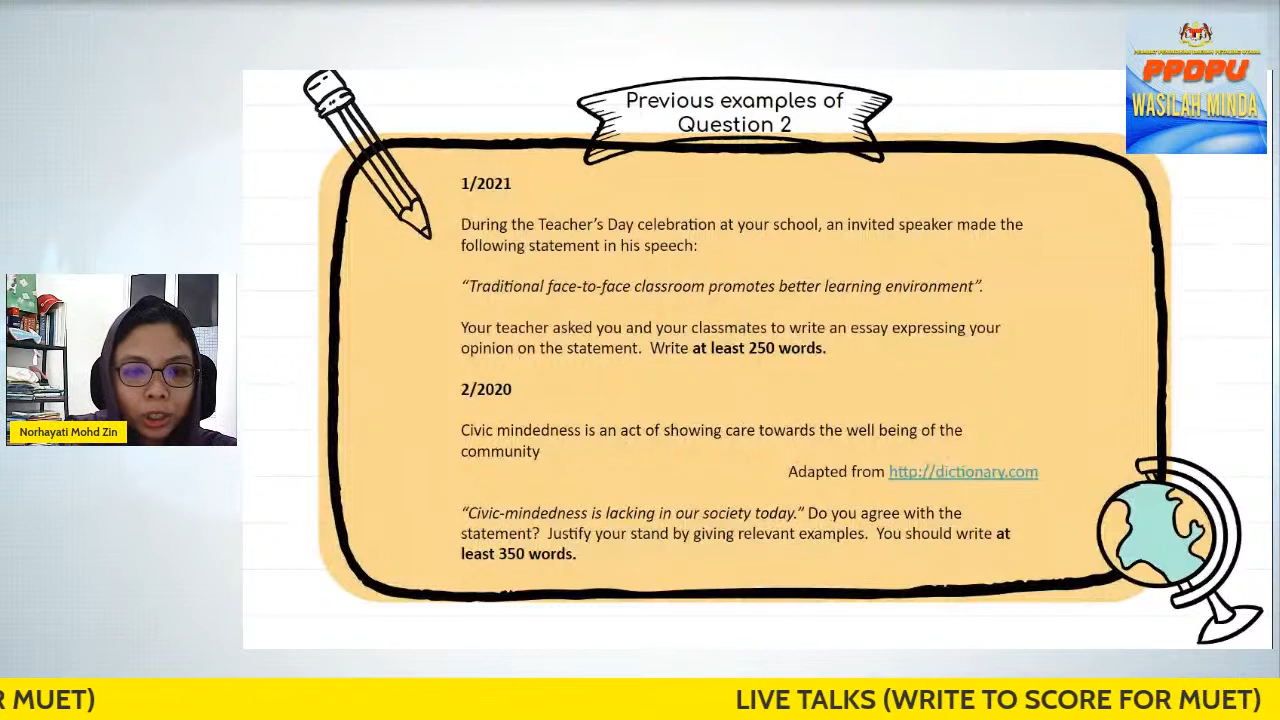 Previous examples of
Question 2
PPDPU
WASILAH MINDA
1/2021
During the Teacher's Day celebration at your school, an invited speaker made the
following statement in his speech:
“Traditional face-to-face classroom promotes better learning environment”.
Your teacher asked you and your classmates to write an essay expressing your
opinion on the statement.  Write at least 250 words.
2/2020
Civic mindedness is an act of showing care towards the well being of the
community
Adapted from http://dictionary.com
“Civic-mindedness is lacking in our society today.” Do you agree with the
statement?  Justify your stand by giving relevant examples.  You should write at
least 350 words.
Norhayati Mohd Zin
R MUET)
LIVE TALKS (WRITE TO SCORE FOR MUET)